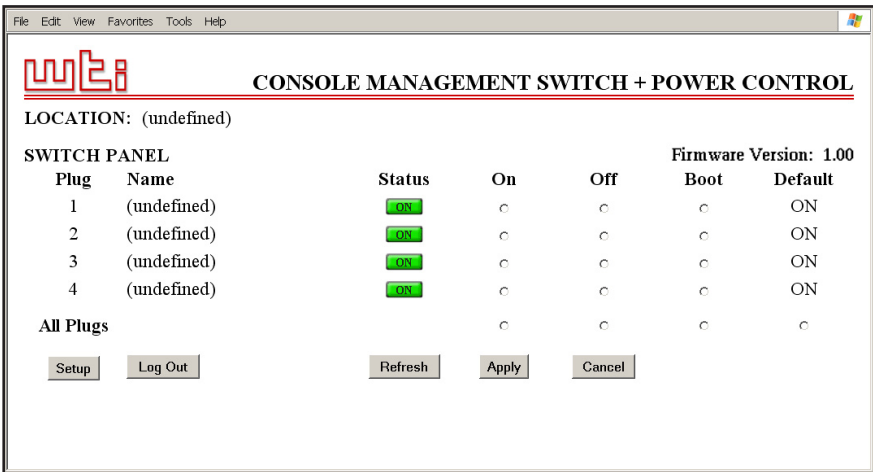 File Edit View Favorites Tools Help
wti
CONSOLE MANAGEMENT SWITCH + POWER CONTROL
LOCATION: (undefined)
SWITCH PANEL Firmware Version: 1.00
Plug Name Status On Off Boot Default
1 (undefined) ON ON
2 (undefined) ON ON
3 (undefined) ON ON
4 (undefined) ON ON
All Plugs
Setup Log Out Refresh Apply Cancel